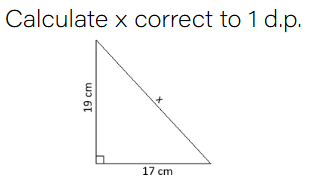 Calculate x correct to 1 d.p.
19 cm
x
17 cm